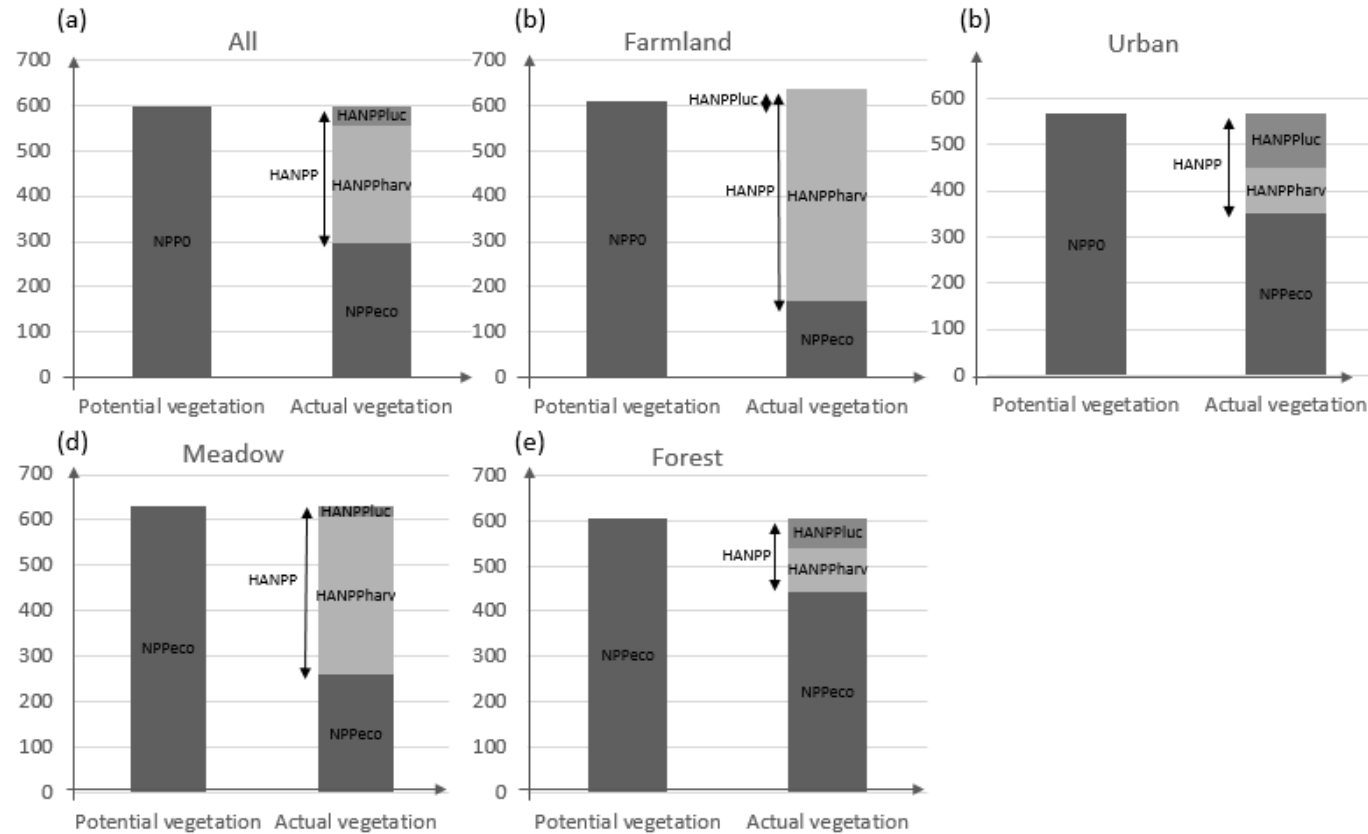 (a)
All
700
600
500
400
300
200
100
0
HANPPluc
HANPP
HANPPharv
NPP0
NPPeco
Potential vegetation
Actual vegetation
(b)
Farmland
700
600
500
400
300
200
100
0
HANPPluc
HANPP
HANPPharv
NPP0
NPPeco
Potential vegetation
Actual vegetation
(b)
Urban
600
500
400
300
200
100
0
HANPPluc
HANPP
HANPPharv
NPP0
NPPeco
Potential vegetation
Actual vegetation
(d)
Meadow
700
600
500
400
300
200
100
0
HANPPluc
HANPP
HANPPharv
NPPeco
NPPeco
Potential vegetation
Actual vegetation
(e)
Forest
700
600
500
400
300
200
100
0
HANPPluc
HANPP
HANPPharv
NPPeco
NPPeco
Potential vegetation
Actual vegetation